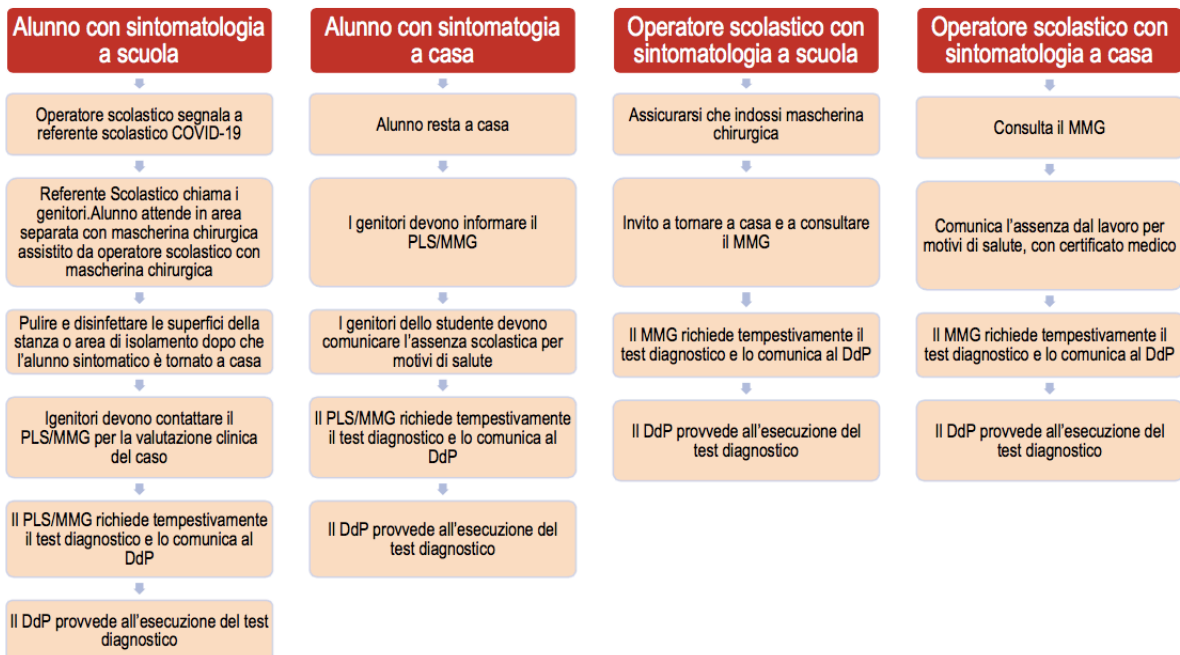 Alunno con sintomatologia
a scuola
Operatore scolastico segnala a
referente scolastico COVID-19
Referente Scolastico chiama i
genitori.Alunno attende in area
separata con mascherina chirurgica
assistito da operatore scolastico con
mascherina chirurgica
Pulire e disinfettare le superfici della
stanza o area di isolamento dopo che
l'alunno sintomatico è tornato a casa
Igenitori devono contattare il
PLS/MMG per la valutazione clinica
del caso
Il PLS/MMG richiede tempestivamente
il test diagnostico e lo comunica al
DdP
Il DdP provvede all'esecuzione del test
diagnostico
Alunno con sintomatogia
a casa
Alunno resta a casa
I genitori devono informare il
PLS/MMG
I genitori dello studente devono
comunicare l'assenza scolastica per
motivi di salute
Il PLS/MMG richiede tempestivamente
il test diagnostico e lo comunica al
DdP
Il DdP provvede all'esecuzione del
test diagnostico
Operatore scolastico con
sintomatologia a scuola
Assicurarsi che indossi mascherina
chirurgica
Invito a tornare a casa e a consultare
il MMG
Il MMG richiede tempestivamente il
test diagnostico e lo comunica al DdP
Il DdP provvede all'esecuzione del
test diagnostico
Operatore scolastico con
sintomatologia a casa
Consulta il MMG
Comunica l'assenza dal lavoro per
motivi di salute, con certificato medico
Il MMG richiede tempestivamente il
test diagnostico e lo comunica al DdP
Il DdP provvede all'esecuzione del
test diagnostico